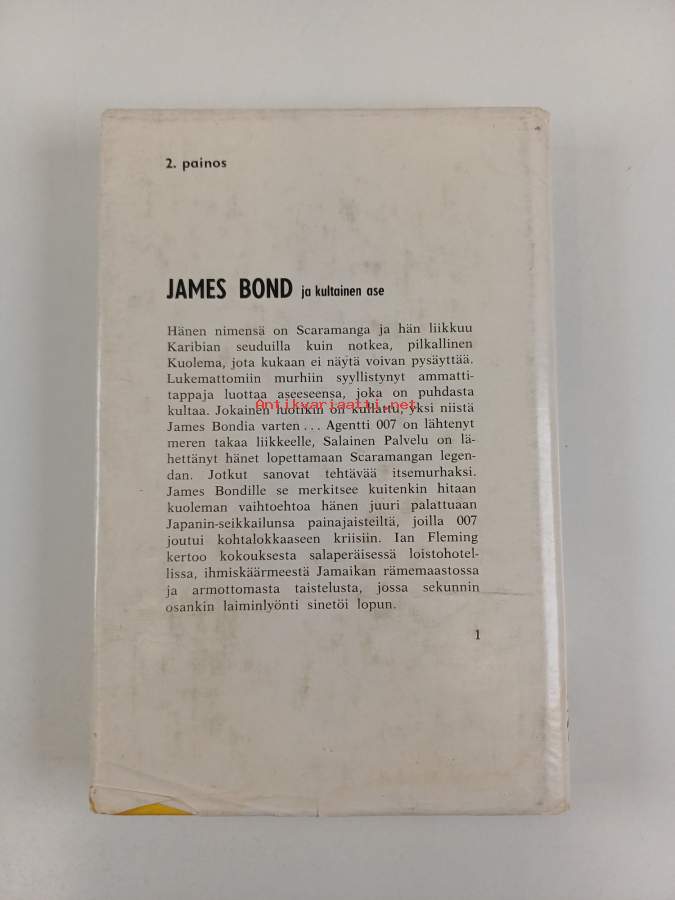 2. painos
JAMES BOND ja kultainen ase
Hänen nimensä on Scaramanga ja hän liikkuu
Karibian seuduilla kuin notkea, pilkallinen
Kuolema, jota kukaan ei näytä voivan pysäyttää.
Lukemattomiin murhiin syyllistynyt ammatti-
tappaja luottaa aseeseensa, joka on puhdasta
Antikvariaatti.net
kultaa. Jokainen luotikin on kullattu, yksi niistä
James Bondia varten... Agentti 007 on lähtenyt
meren takaa liikkeelle, Salainen Palvelu on lä-
hettänyt hänet lopettamaan Scaramangan legen-
dan. Jotkut sanovat tehtävää itsemurhaksi.
James Bondille se merkitsee kuitenkin hitaan
kuoleman vaihtoehtoa hänen juuri palattuaan
Japanin-seikkailunsa painajaisteiltä, joilla 007
joutui kohtalokkaaseen kriisiin. Ian Fleming
kertoo kokouksesta salaperäisessä loistohotel-
lissa, ihmiskäärmeestä Jamaikan rämemaastossa
ja armottomasta taistelusta, jossa sekunnin
osankin laiminlyönti sinetöi lopun.
1